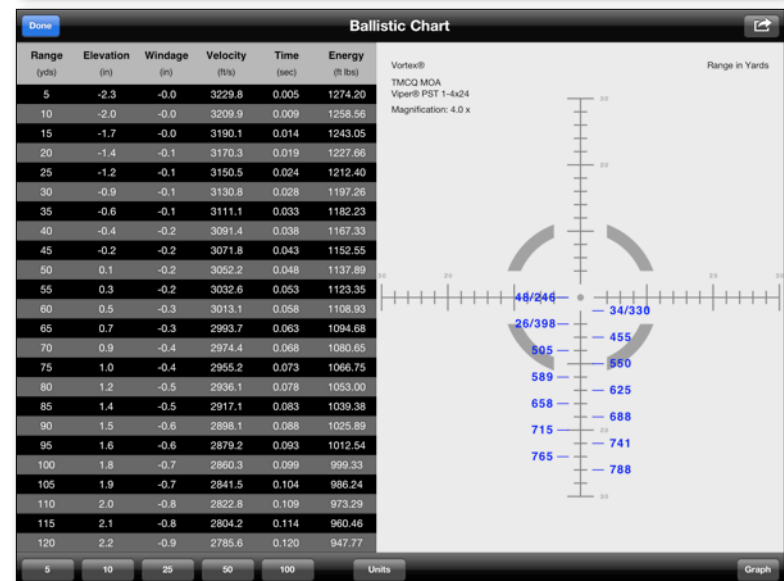 Done
Ballistic Chart
Range Elevation Windage Velocity Time Energy
(yds) (in) (in) (ft/s) (sec) (ft lbs)
5 -2.3 -0.0 3229.8 0.005 1274.20
10 -2.0 -0.0 3209.9 0.009 1258.56
15 -1.7 -0.0 3190.1 0.014 1243.05
20 -1.4 -0.1 3170.3 0.019 1227.66
25 -1.2 -0.1 3150.5 0.024 1212.40
30 -0.9 -0.1 3130.8 0.028 1197.26
35 -0.6 -0.1 3111.1 0.033 1182.23
40 -0.4 -0.2 3091.4 0.038 1167.33
45 -0.2 -0.2 3071.8 0.043 1152.55
50 0.1 -0.2 3052.2 0.048 1137.89
55 0.3 -0.2 3032.6 0.053 1123.35
60 0.5 -0.3 3013.1 0.058 1108.93
65 0.7 -0.3 2993.7 0.063 1094.68
70 0.9 -0.4 2974.4 0.068 1080.65
75 1.0 -0.4 2955.2 0.073 1066.75
80 1.2 -0.5 2936.1 0.078 1053.00
85 1.4 -0.5 2917.1 0.083 1039.38
90 1.5 -0.6 2898.1 0.088 1025.89
95 1.6 -0.6 2879.2 0.093 1012.54
100 1.8 -0.7 2860.3 0.099 999.33
105 1.9 -0.7 2841.5 0.104 986.24
110 2.0 -0.8 2822.8 0.109 973.29
115 2.1 -0.8 2804.2 0.114 960.46
120 2.2 -0.9 2785.6 0.120 947.77
Vortex®
Range in Yards
TMCQ MOA
Viper® PST 1-4x24
Magnification: 4.0 x
30
20
30 20 20 30
48/246
34/330
26/398
455
505
550
589
625
658
688
715 20
741
765
788
30
5 10 25 50 100 Units Graph